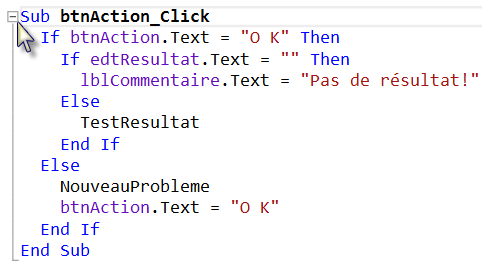 Sub btnAction_Click
If btnAction.Text = "O K" Then
If edtResultat.Text = "" Then
lblCommentaire.Text = "Pas de résultat!"
Else
TestResultat
End If
Else
NouveauProbleme
btnAction.Text = "O K"
End If
End Sub